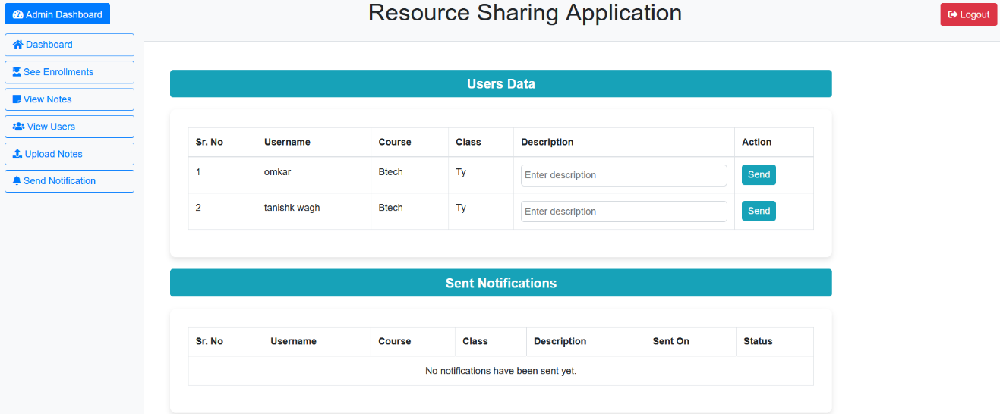 Admin Dashboard
Resource Sharing Application
Logout
Dashboard
See Enrollments
View Notes
View Users
Upload Notes
Send Notification
Users Data
Sr. No Username Course Class Description Action
1 omkar Btech Ty Enter description Send
2 tanishk wagh Btech Ty Enter description Send
Sent Notifications
Sr. No Username Course Class Description Sent On Status
No notifications have been sent yet.